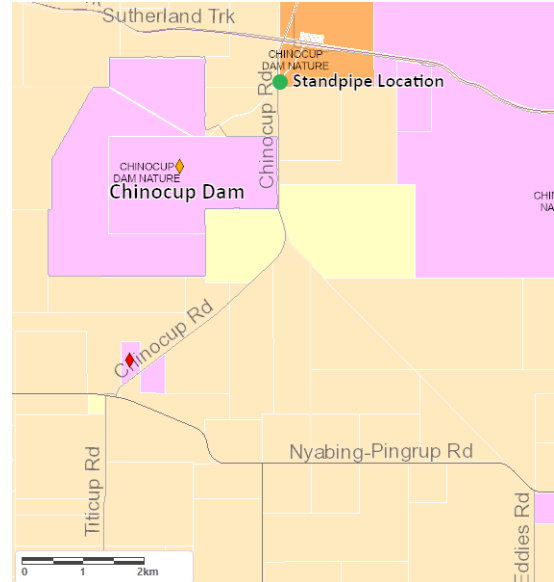 Sutherland Trk
CHINOCUP
DAM NATURE
Standpipe Location
Chinocup Rd
CHINOCUP
DAM NATURE
Chinocup Dam
CHIN
NA
Chinocup Rd
Nyabing-Pingrup Rd
Titicup Rd
Eddies Rd
0 1 2km